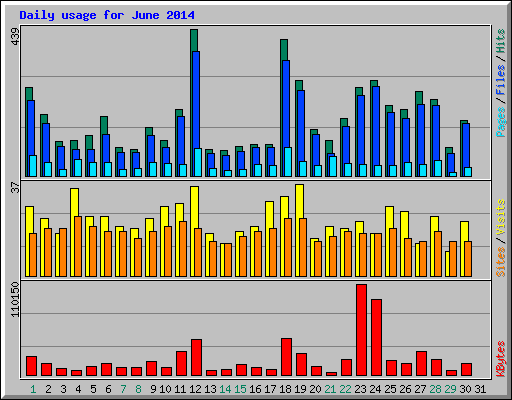 Daily usage for June 2014
439
Pages / Files / Hits
37
Sites / Visits
110150
KBytes
1 2 3 4 5 6 7 8 9 10 11 12 13 14 15 16 17 18 19 20 21 22 23 24 25 26 27 28 29 30 31